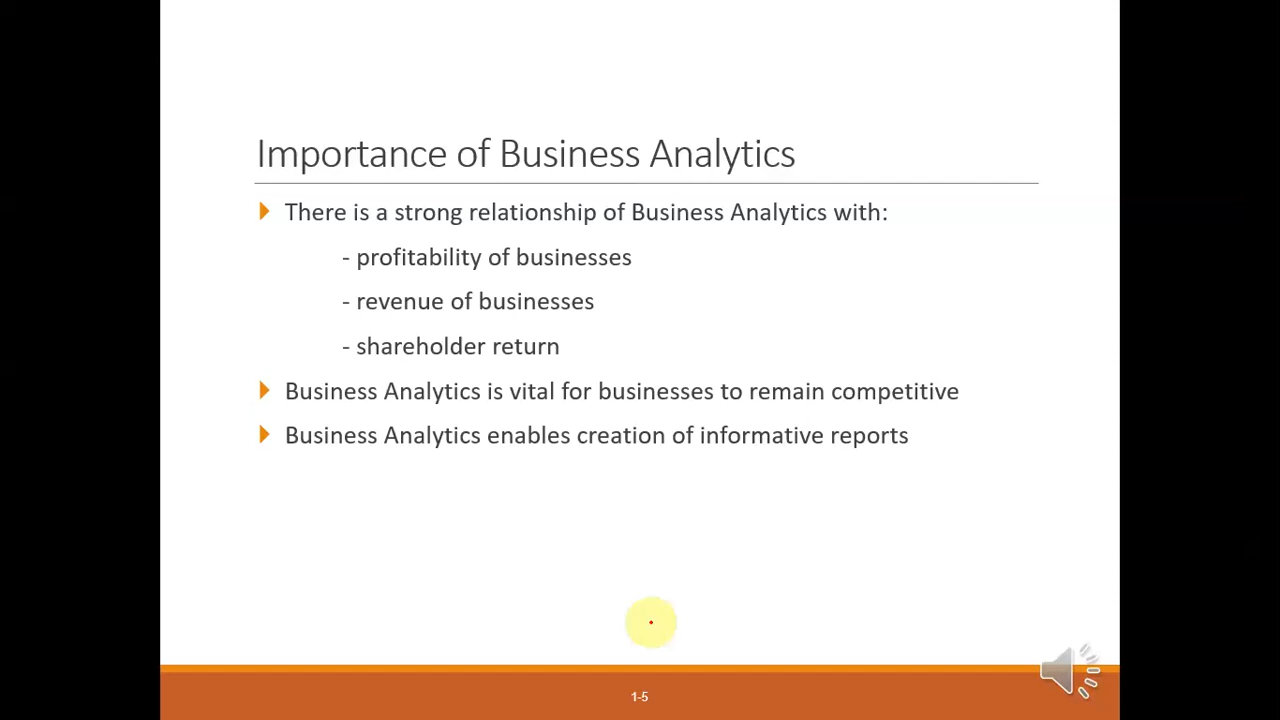 Importance of Business Analytics
There is a strong relationship of Business Analytics with:
- profitability of businesses
- revenue of businesses
- shareholder return
Business Analytics is vital for businesses to remain competitive
Business Analytics enables creation of informative reports
1-5